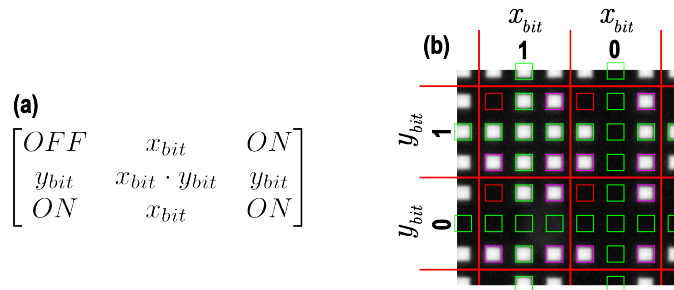 (a)
OFF x_bit ON
y_bit x_bit · y_bit y_bit
ON x_bit ON
(b)
x_bit x_bit
1 0
y_bit 1
y_bit 0